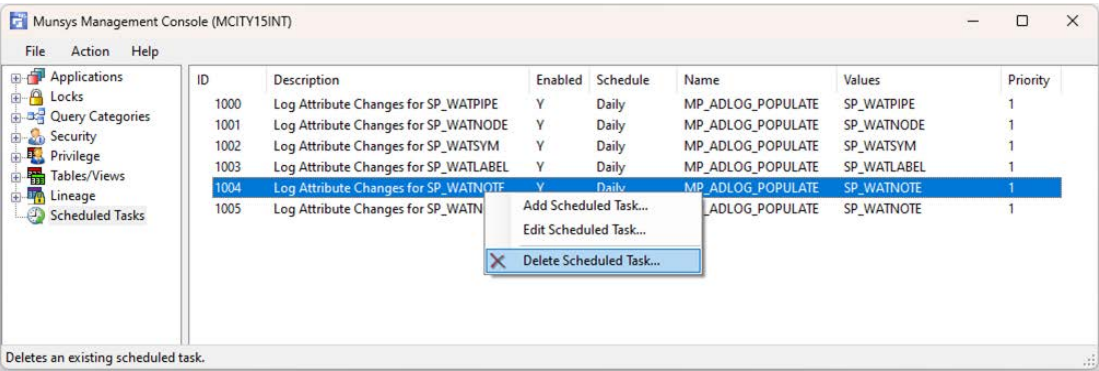 Munsys Management Console (MCITY15INT)
File Action Help
Applications
Locks
Query Categories
Security
Privilege
Tables/Views
Lineage
Scheduled Tasks
ID Description Enabled Schedule Name Values Priority
1000 Log Attribute Changes for SP_WATPIPE Y Daily MP_ADLOG_POPULATE SP_WATPIPE 1
1001 Log Attribute Changes for SP_WATNODE Y Daily MP_ADLOG_POPULATE SP_WATNODE 1
1002 Log Attribute Changes for SP_WATSYM Y Daily MP_ADLOG_POPULATE SP_WATSYM 1
1003 Log Attribute Changes for SP_WATLABEL Y Daily MP_ADLOG_POPULATE SP_WATLABEL 1
1004 Log Attribute Changes for SP_WATNOTE Y Daily MP_ADLOG_POPULATE SP_WATNOTE 1
1005 Log Attribute Changes for SP_WATN _ADLOG_POPULATE SP_WATNOTE 1
Add Scheduled Task...
Edit Scheduled Task...
Delete Scheduled Task...
Deletes an existing scheduled task.